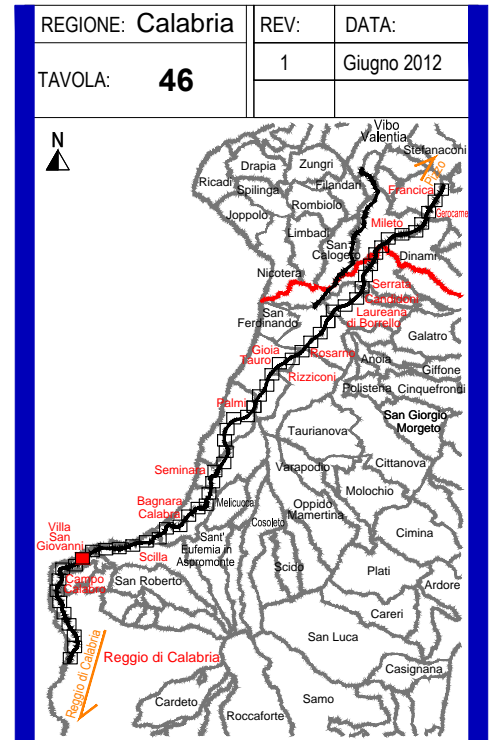 REGIONE: Calabria
REV:
DATA:
TAVOLA: 46
1
Giugno 2012
N
Vibo
Valentia
Stefanaconi
Pizzo
Drapia
Zungri
Ricadi
Spilinga
Filandari
Francica
Rombiolo
Joppolo
Gerocarne
Mileto
Limbadi
San
Calogero
Dinami
Nicotera
Serrata
Candidoni
San
Ferdinando
Laureana
di Borrello
Galatro
Gioia
Tauro
Rosarno
Anoia
Giffone
Rizziconi
Polistena
Cinquefrondi
Palmi
San Giorgio
Morgeto
Taurianova
Seminara
Varapodio
Cittanova
Molochio
Bagnara
Calabra
Melicucca
Oppido
Mamertina
Cosoleto
Villa
San
Giovanni
Sant'
Eufemia in
Aspromonte
Cimina
Scilla
Scido
Plati
Campo
Calabro
San Roberto
Ardore
Careri
San Luca
Reggio di Calabria
Reggio di Calabria
Casignana
Cardeto
Samo
Roccaforte